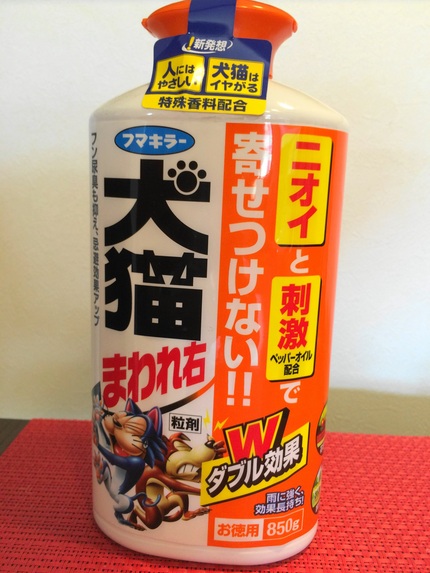 ！新発想
人には
やさしい
犬猫は
イヤがる
特殊香料配合
フマキラー
犬猫
まわれ右
粒剤
フン尿臭も抑え、忌避効果アップ
ニオイと刺激で
ペッパーオイル
配合
寄せつけない!!
W
ダブル効果
雨に強く、
効果長持ち!
お徳用 850g